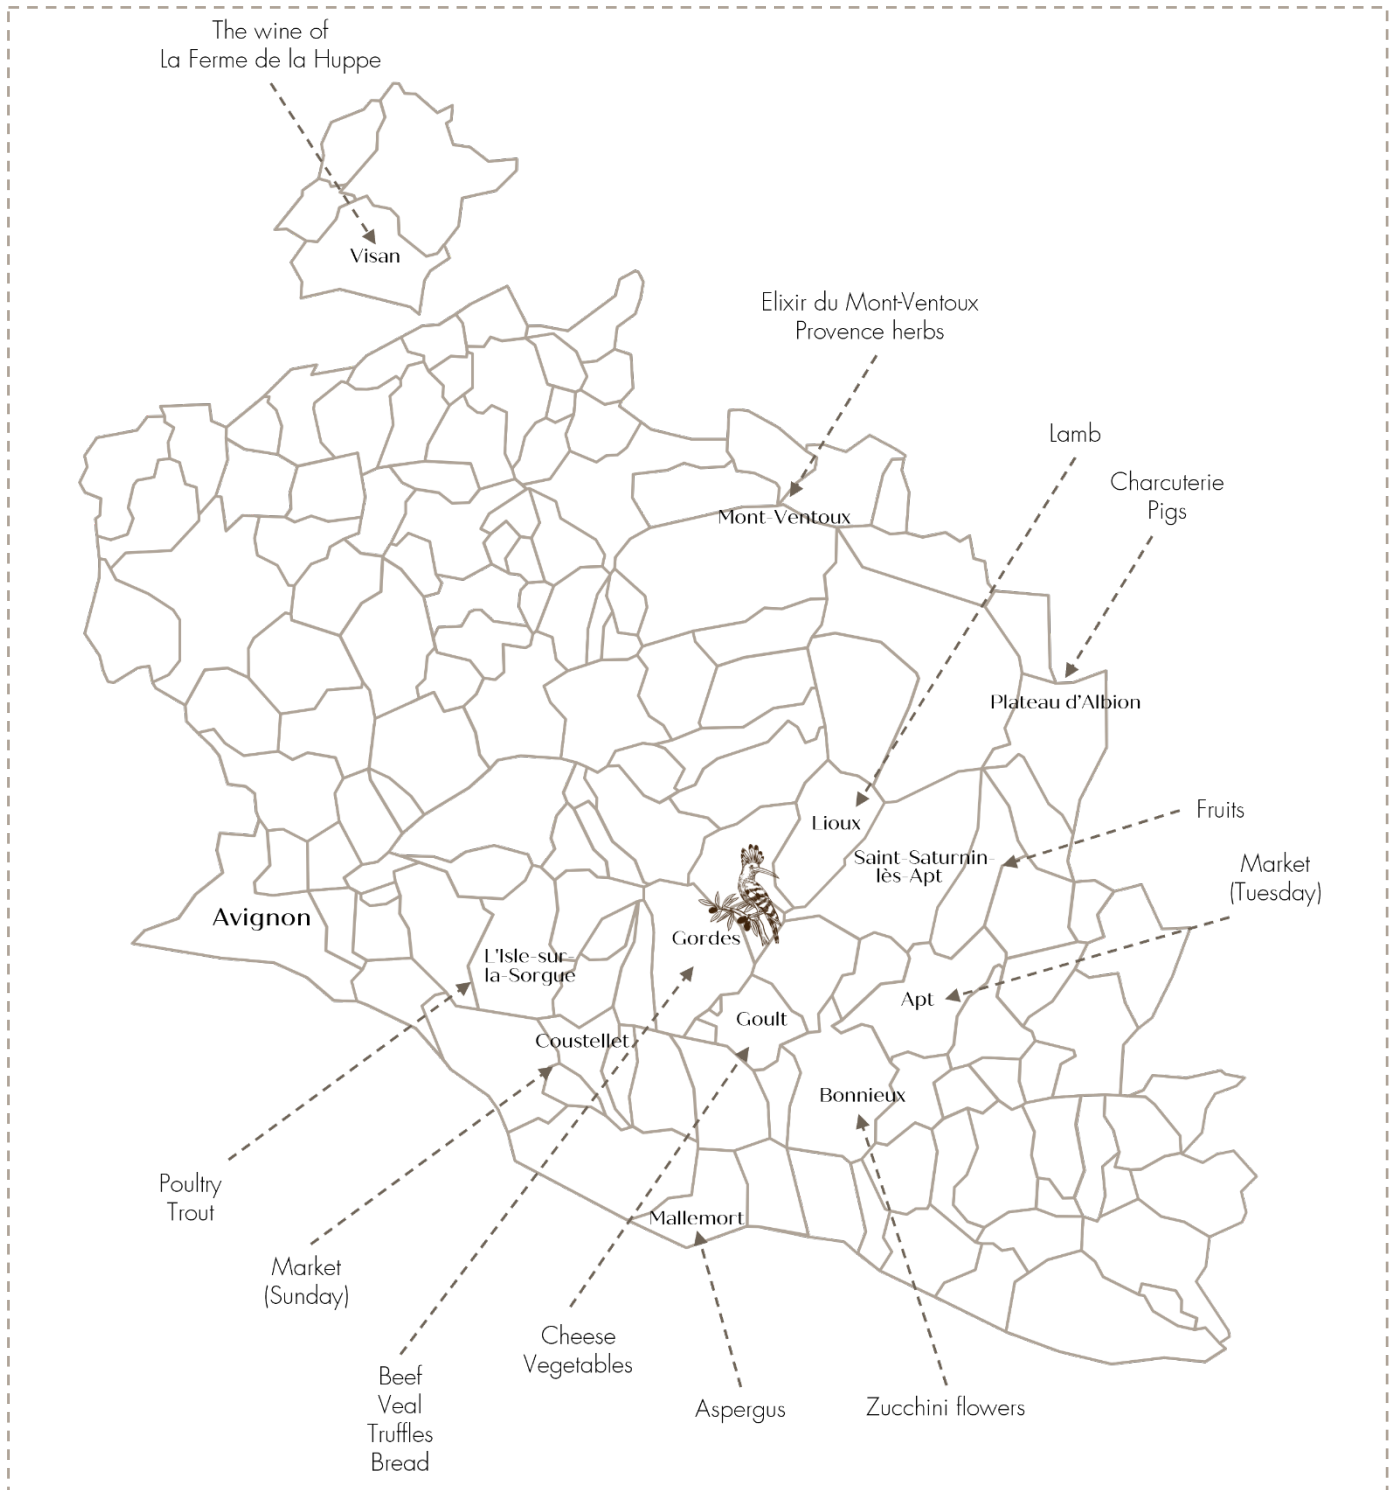 The wine of
La Ferme de la Huppe
Visan
Elixir du Mont-Ventoux
Provence herbs
Lamb
Charcuterie
Pigs
Mont-Ventoux
Plateau d'Albion
Fruits
Lioux
Saint-Saturnin-
lès-Apt
Market
(Tuesday)
Avignon
Gordes
L'Isle-sur-
la-Sorgue
Apt
Goult
Coustellet
Bonnieux
Poultry
Trout
Mallemort
Market
(Sunday)
Cheese
Vegetables
Beef
Veal
Truffles
Bread
Aspergus
Zucchini flowers